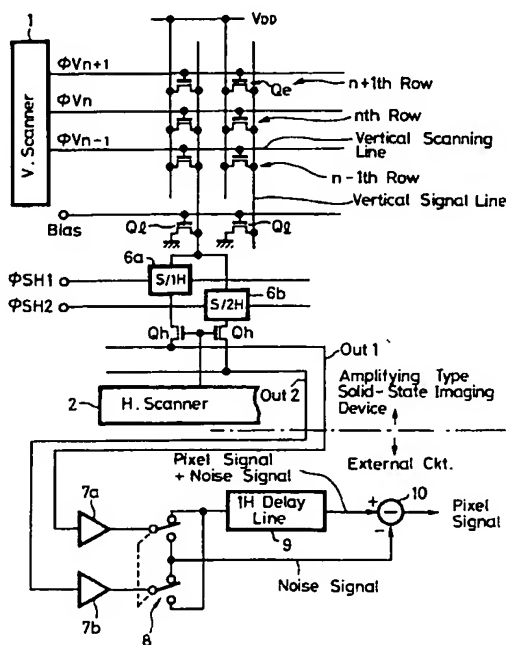 1
VDD
V. Scanner
ΦVn+1
Qe
n+1th Row
ΦVn
nth Row
ΦVn-1
Vertical Scanning
Line
n-1th Row
Vertical Signal Line
Bias
Qℓ
Qℓ
6a
S/1H
6b
ΦSH1
ΦSH2
S/2H
Qh
Qh
Out 1
2
H. Scanner
Out 2
Amplifying Type
Solid-State Imaging
Device
Pixel Signal
+ Noise Signal
External Ckt.
7a
1H Delay
Line
9
+
10
-
Pixel
Signal
Noise Signal
7b
8